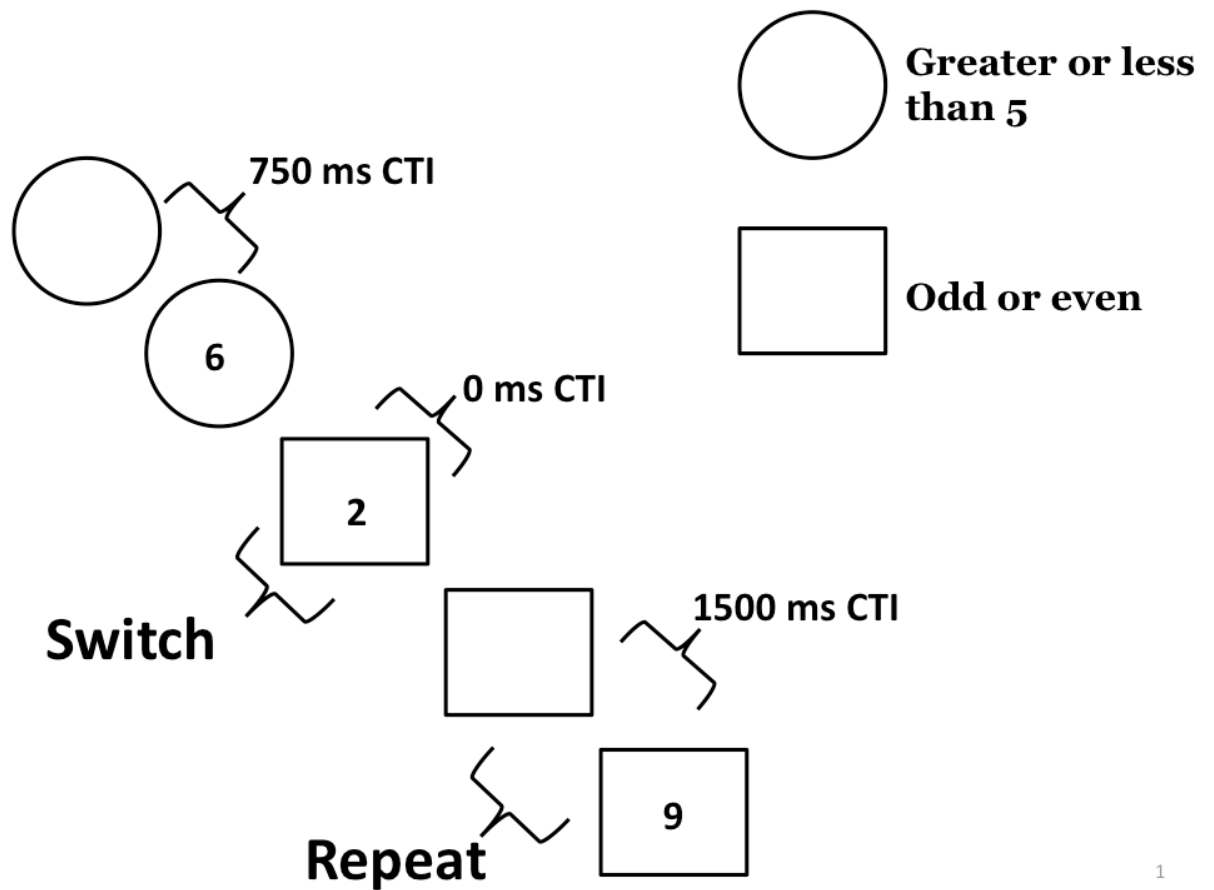 Greater or less
than 5
750 ms CTI
Odd or even
6
0 ms CTI
2
Switch
1500 ms CTI
9
Repeat
1